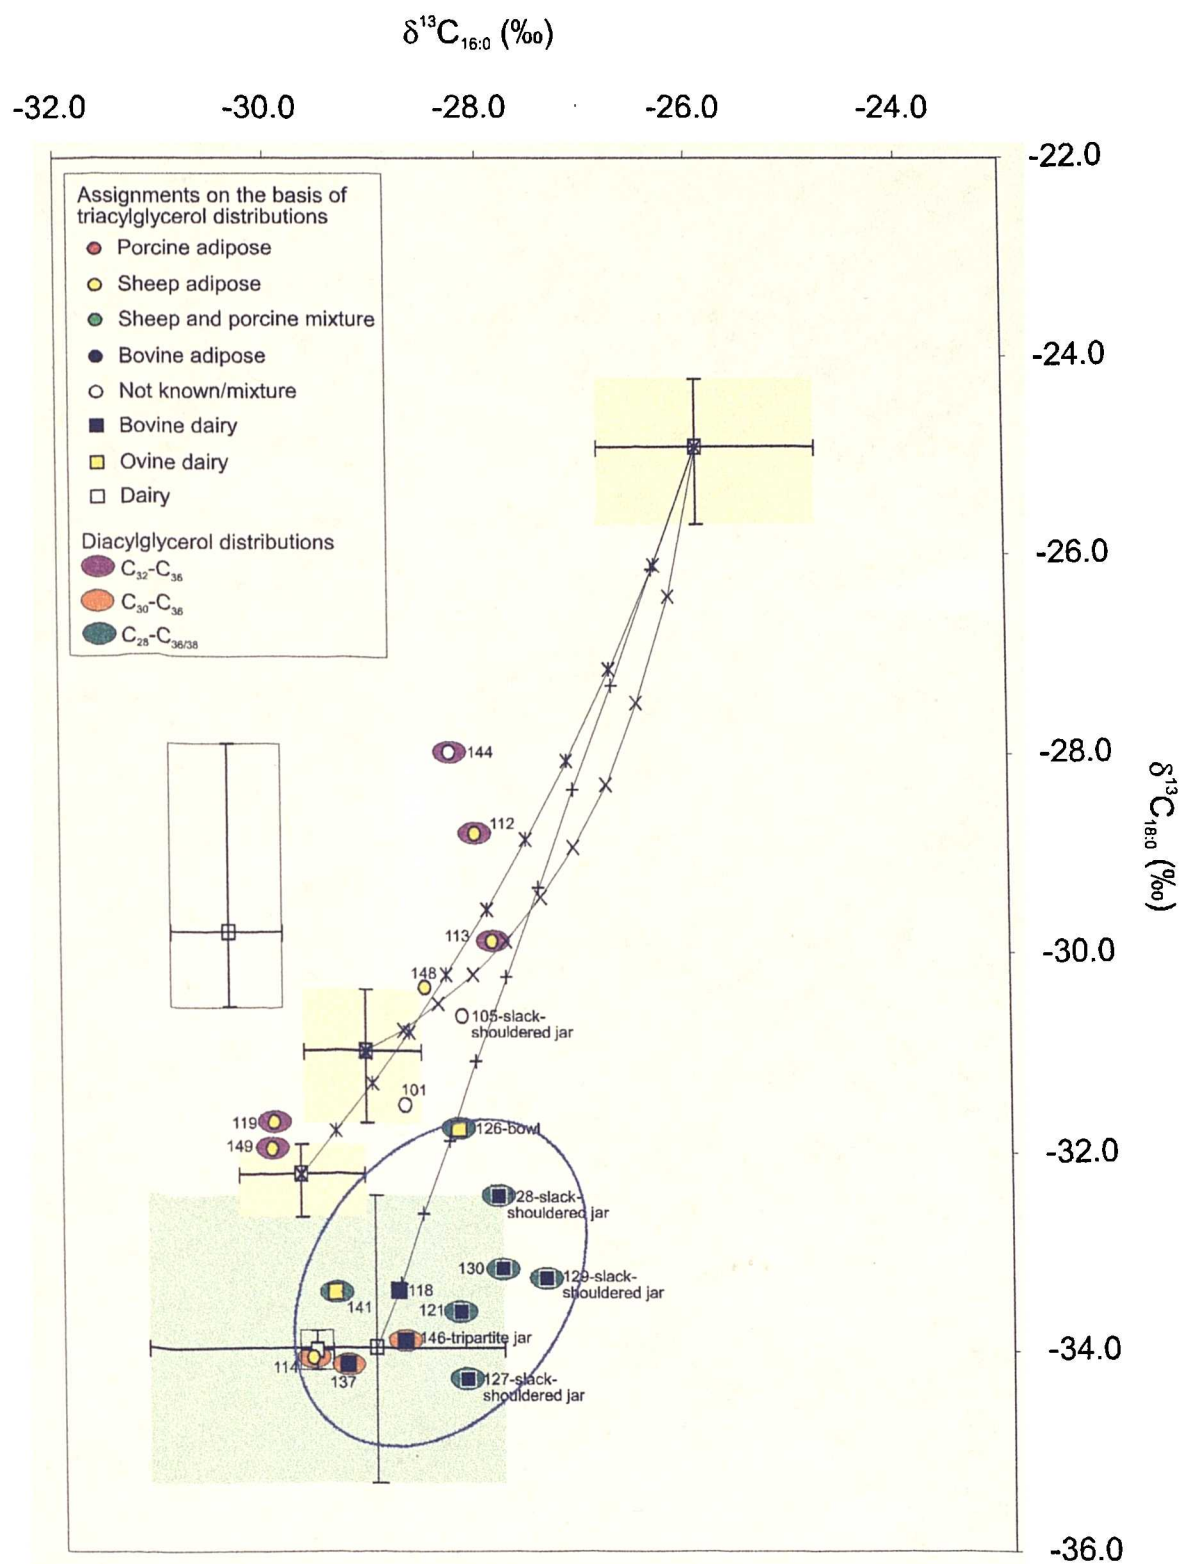 δ¹³C₁₆:₀ (‰)
-32.0 -30.0 -28.0 -26.0 -24.0
-22.0
Assignments on the basis of
triacylglycerol distributions
Porcine adipose
Sheep adipose
Sheep and porcine mixture
Bovine adipose
Not known/mixture
Bovine dairy
Ovine dairy
Dairy
Diacylglycerol distributions
C₃₂-C₃₆
C₃₀-C₃₆
C₂₈-C₃₆/₃₈
-24.0
-26.0
-28.0
δ¹³C₁₈:₀ (‰)
-30.0
-32.0
-34.0
-36.0
144
112
113
148
105-slack-
shouldered jar
101
119
149
126-bowl
128-slack-
shouldered jar
130
129-slack-
shouldered jar
118
141
121
146-tripartite jar
114
137
127-slack-
shouldered jar